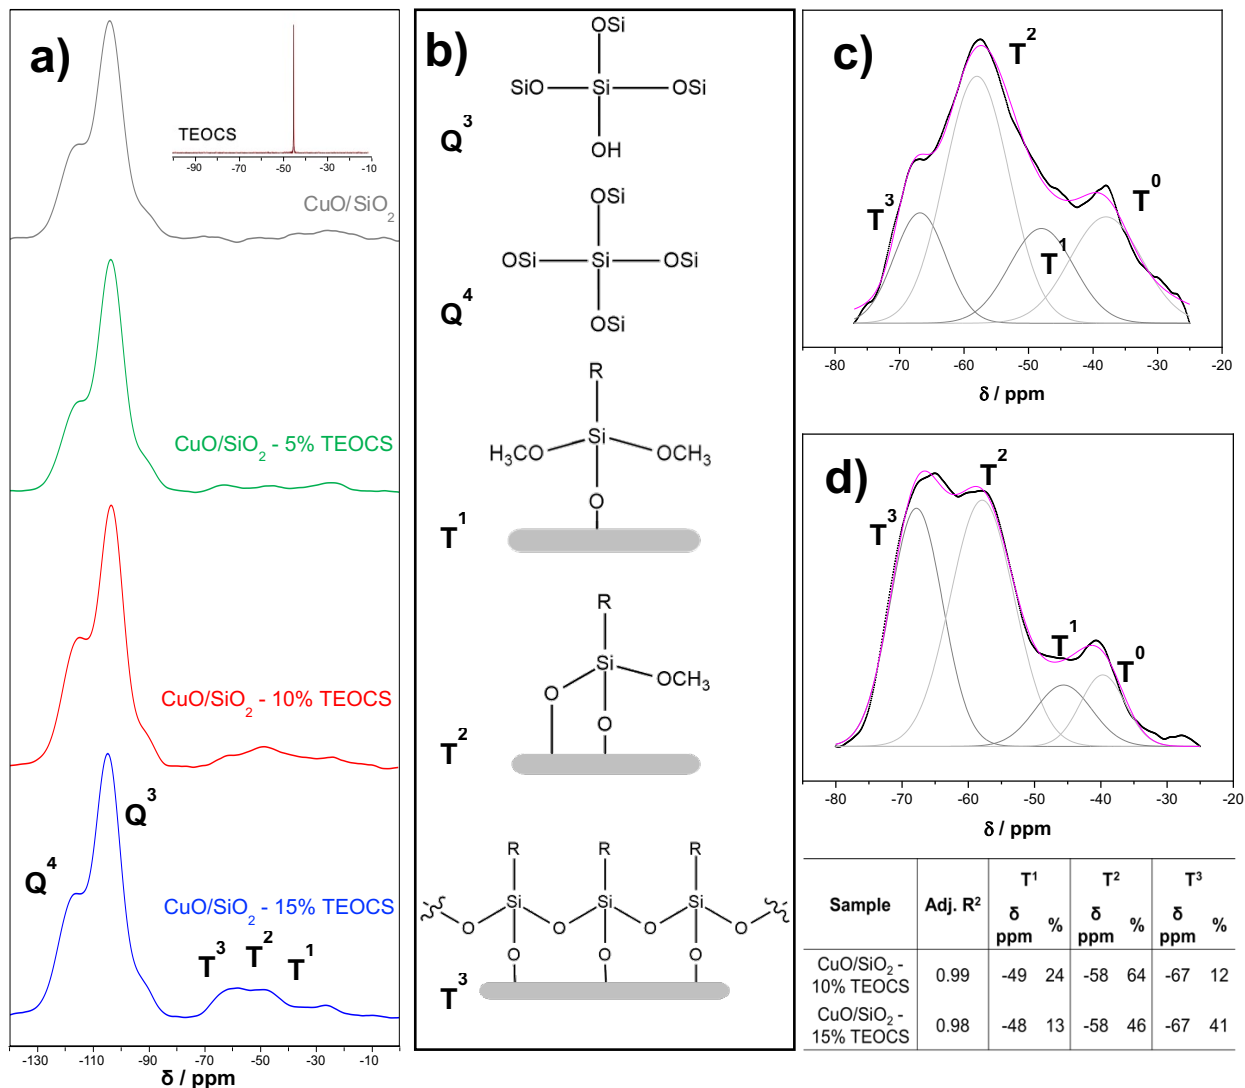 a)
TEOCS
-90 -70 -50 -30 -10
CuO/SiO₂
CuO/SiO₂ - 5% TEOCS
CuO/SiO₂ - 10% TEOCS
Q³
Q⁴
CuO/SiO₂ - 15% TEOCS
T³ T² T¹
-130 -110 -90 -70 -50 -30 -10
δ / ppm
b)
OSi
SiO Si OSi
OH
Q³
OSi
OSi Si OSi
OSi
Q⁴
R
Si
H₃CO OCH₃
O
T¹
R
Si
OCH₃
O
O
T²
R R R
Si Si Si
O O O O
O O O
T³
c)
T²
T³
T⁰
T¹
-80 -70 -60 -50 -40 -30 -20
δ / ppm
d)
T²
T³
T¹
T⁰
-80 -70 -60 -50 -40 -30 -20
δ / ppm
Sample Adj. R² T¹ T² T³
δ ppm % δ ppm % δ ppm %
CuO/SiO₂ - 10% TEOCS 0.99 -49 24 -58 64 -67 12
CuO/SiO₂ - 15% TEOCS 0.98 -48 13 -58 46 -67 41